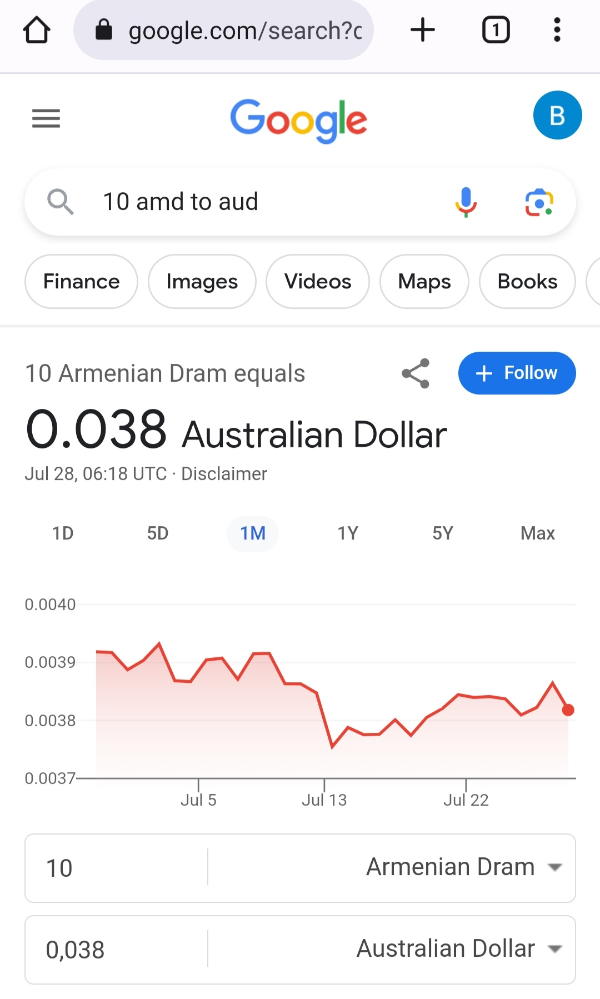 google.com/search?c
1
Google
B
10 amd to aud
Finance Images Videos Maps Books
10 Armenian Dram equals
+ Follow
0.038 Australian Dollar
Jul 28, 06:18 UTC · Disclaimer
1D 5D 1M 1Y 5Y Max
0.0040
0.0039
0.0038
0.0037
Jul 5 Jul 13 Jul 22
10 Armenian Dram
0,038 Australian Dollar